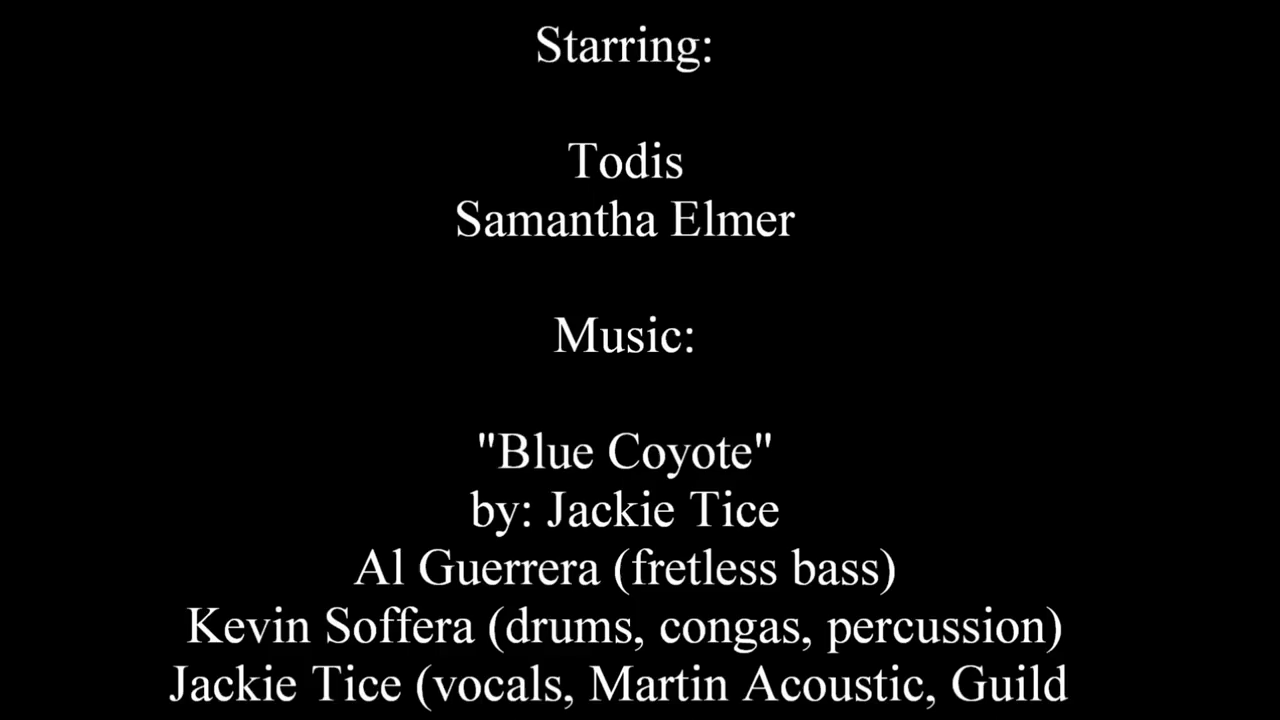 Starring:
Todis
Samantha Elmer
Music:
"Blue Coyote"
by: Jackie Tice
Al Guerrera (fretless bass)
Kevin Soffera (drums, congas, percussion)
Jackie Tice (vocals, Martin Acoustic, Guild